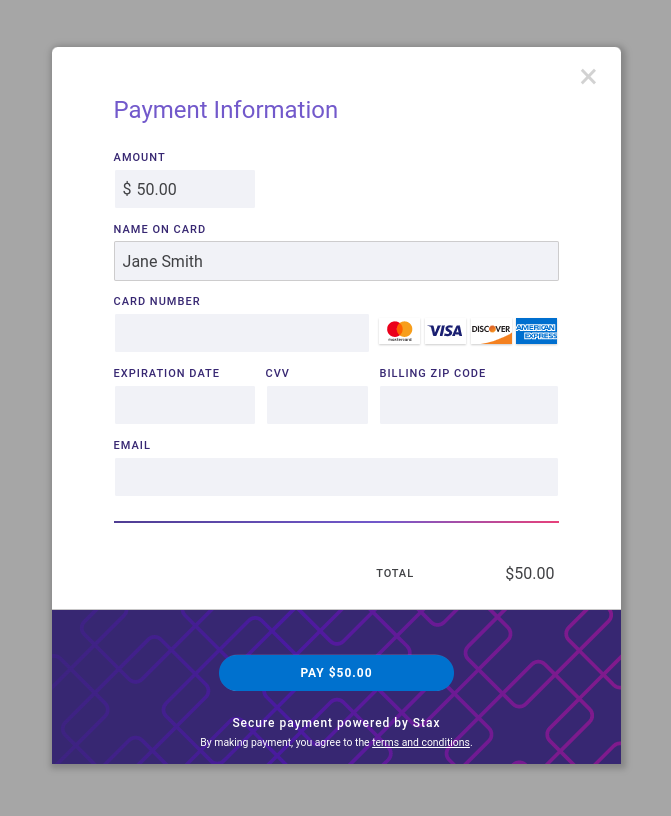 Payment Information
AMOUNT
$ 50.00
NAME ON CARD
Jane Smith
CARD NUMBER
mastercard VISA DISCOVER AMERICAN EXPRESS
EXPIRATION DATE CVV BILLING ZIP CODE
EMAIL
TOTAL $50.00
PAY $50.00
Secure payment powered by Stax
By making payment, you agree to the terms and conditions.